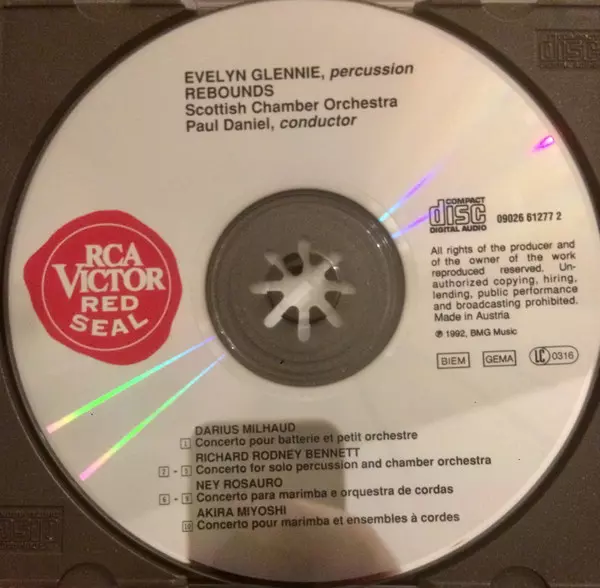 EVELYN GLENNIE, percussion
REBOUNDS
Scottish Chamber Orchestra
Paul Daniel, conductor
COMPACT
disc
DIGITAL AUDIO
09026 61277 2
All rights of the producer and
of the owner of the work
reproduced reserved. Un-
authorized copying, hiring,
lending, public performance
and broadcasting prohibited.
Made in Austria
℗ 1992, BMG Music
BIEM GEMA LC 0316
RCA
VICTOR
RED
SEAL
DARIUS MILHAUD
1 Concerto pour batterie et petit orchestre
RICHARD RODNEY BENNETT
2 - 5 Concerto for solo percussion and chamber orchestra
NEY ROSAURO
6 - 9 Concerto para marimba e orquestra de cordas
AKIRA MIYOSHI
10 Concerto pour marimba et ensembles à cordes
disc
disc